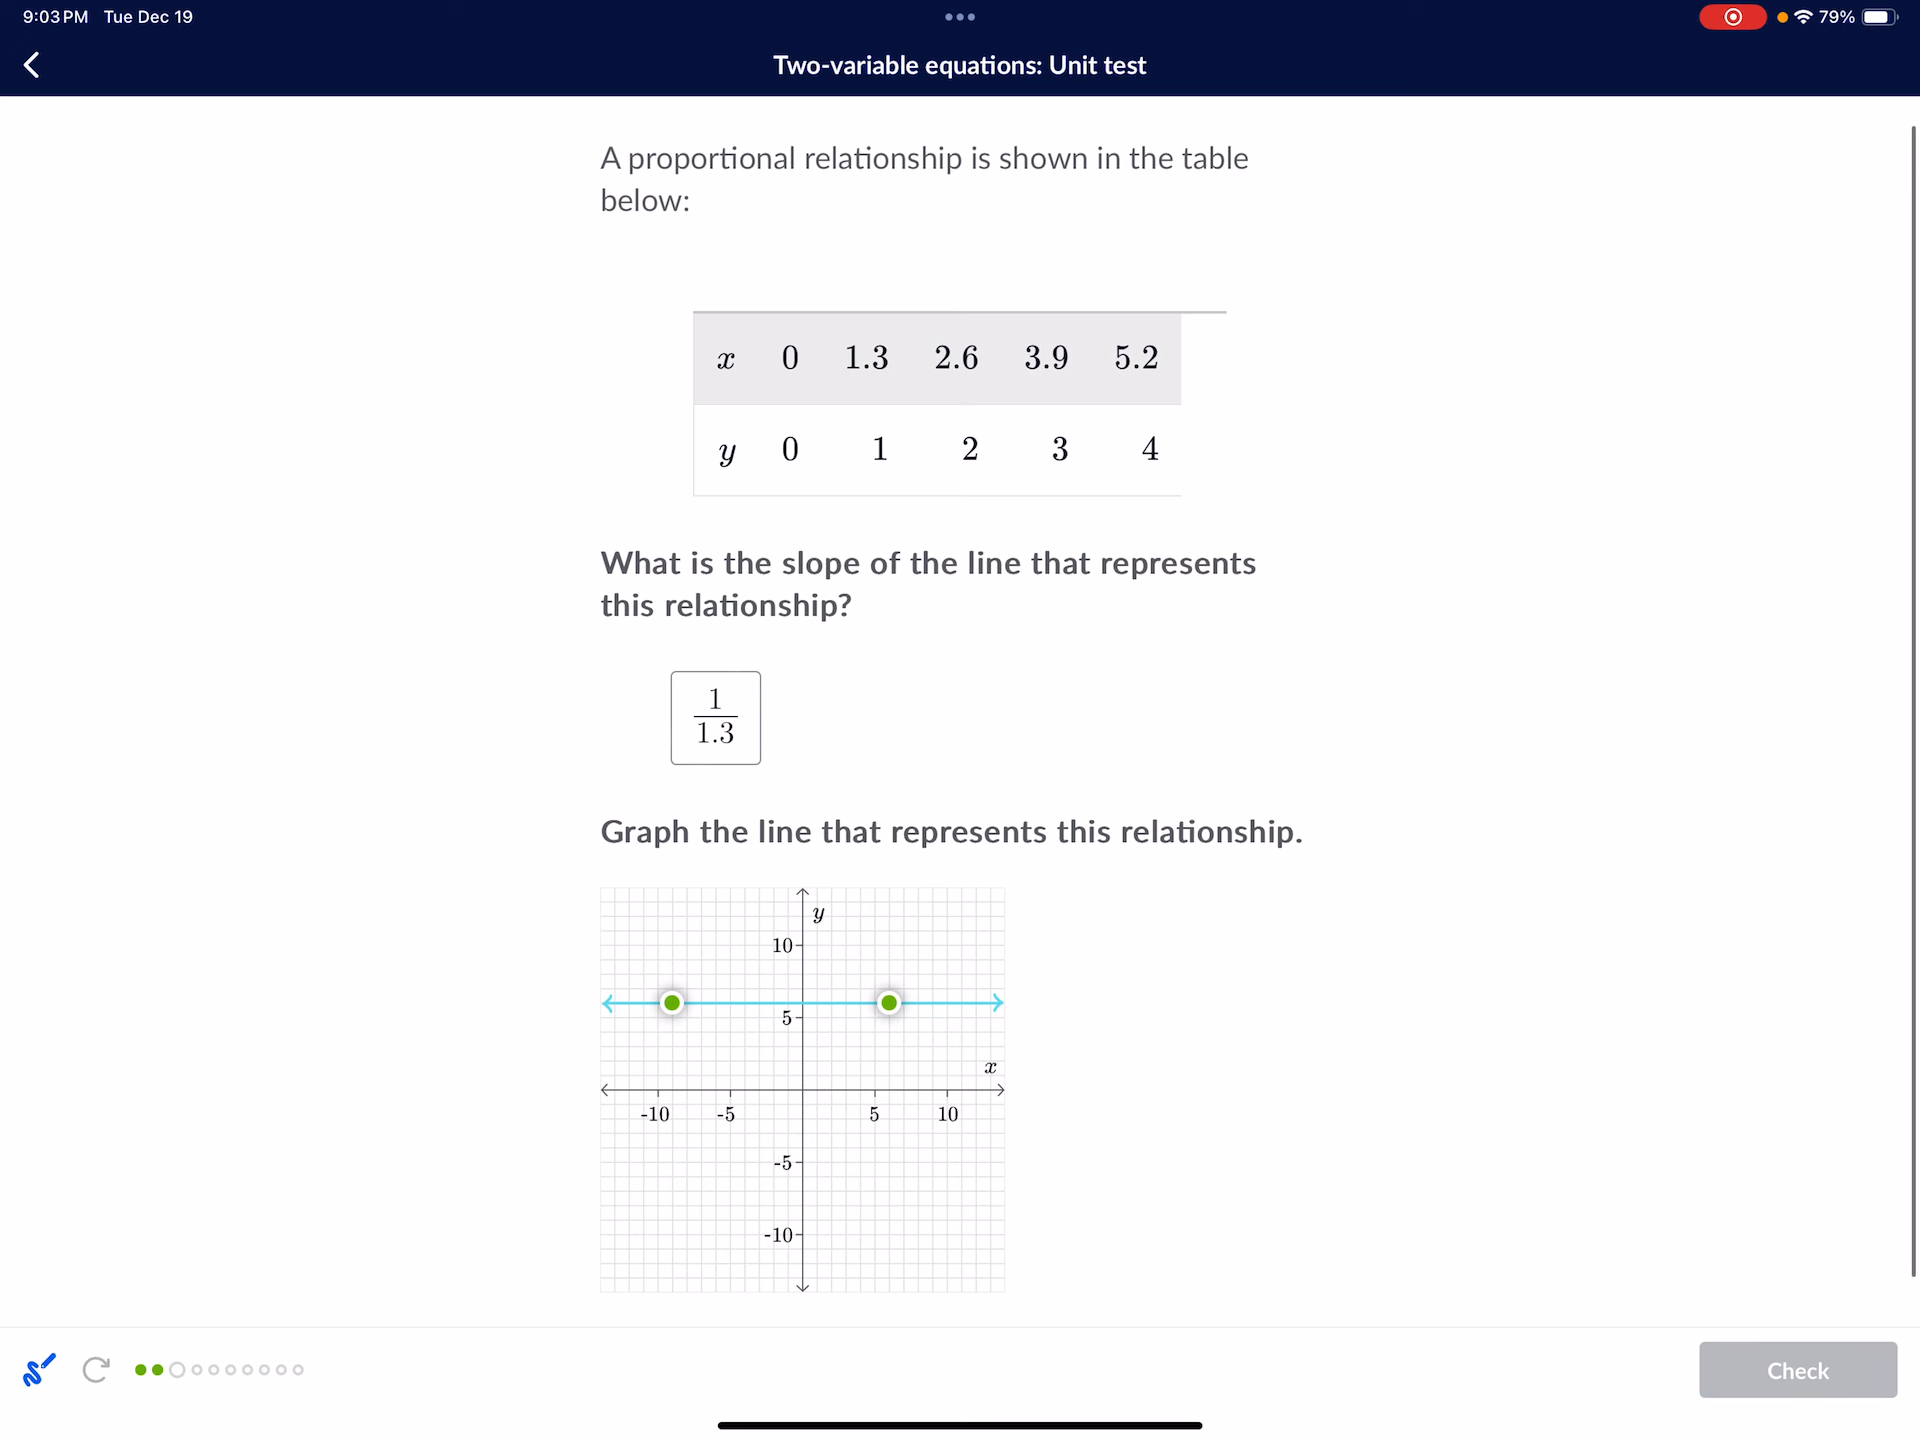 9:03 PM Tue Dec 19
79%
Two-variable equations: Unit test
A proportional relationship is shown in the table
below:
x 0 1.3 2.6 3.9 5.2
y 0 1 2 3 4
What is the slope of the line that represents
this relationship?
1
1.3
Graph the line that represents this relationship.
y
10
5
x
-10 -5 5 10
-5
-10
Check